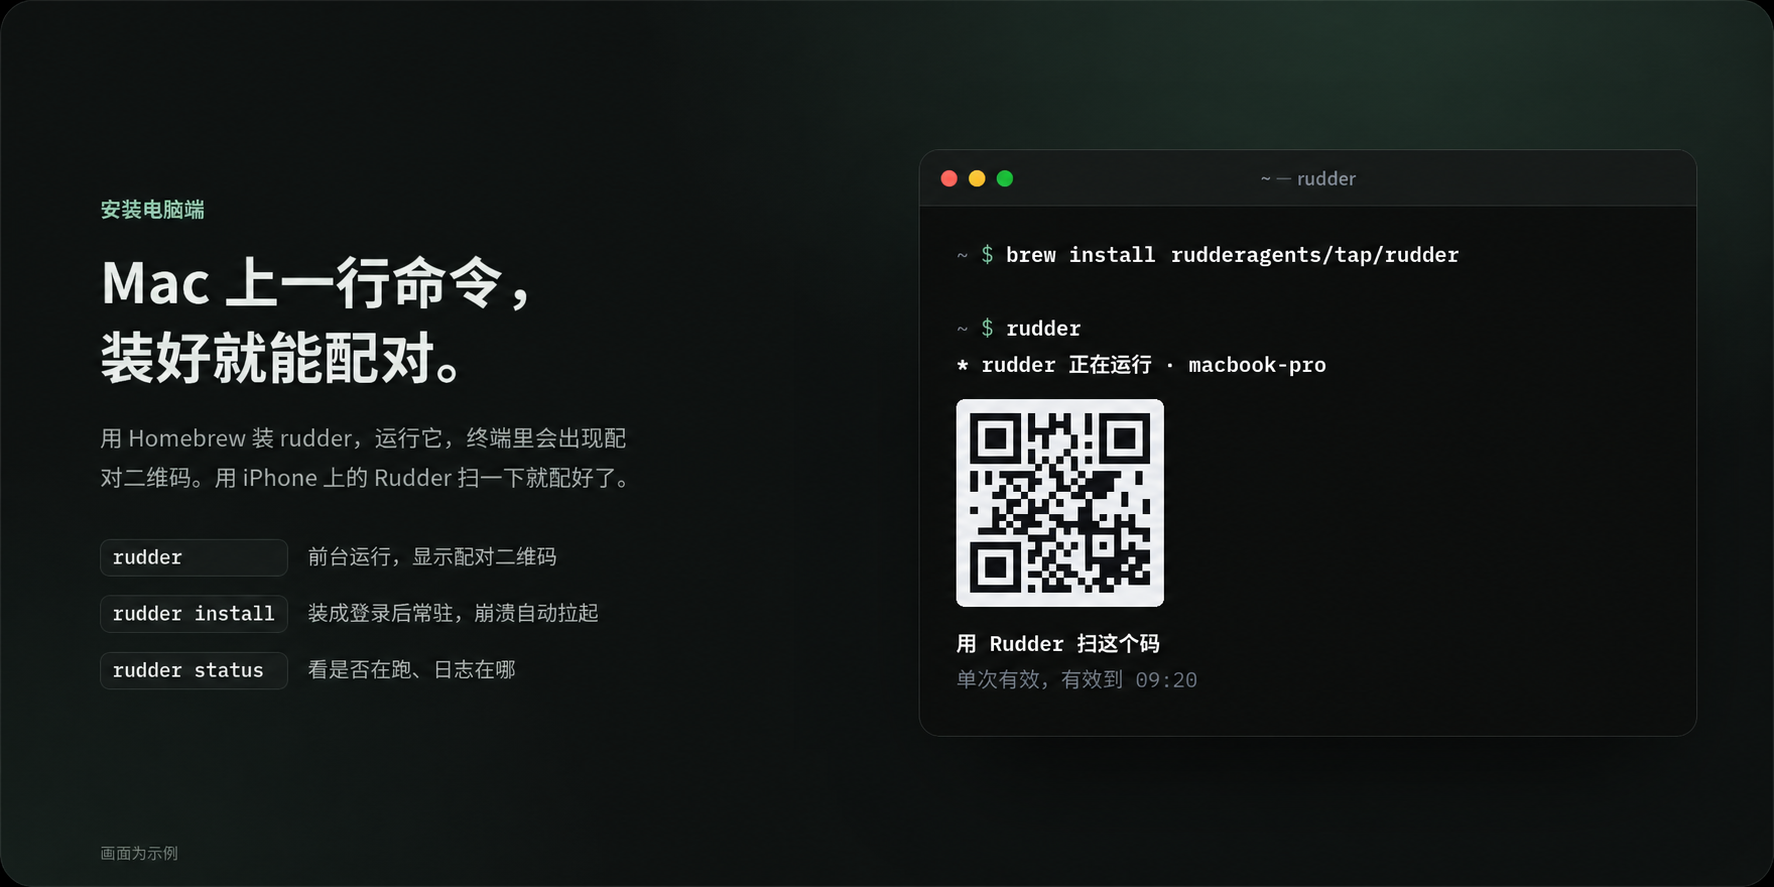 安装电脑端
Mac 上一行命令，
装好就能配对。
用 Homebrew 装 rudder，运行它，终端里会出现配
对二维码。用 iPhone 上的 Rudder 扫一下就配好了。
rudder 前台运行，显示配对二维码
rudder install 装成登录后常驻，崩溃自动拉起
rudder status 看是否在跑、日志在哪
画面为示例
~ — rudder
~ $ brew install rudderagents/tap/rudder
~ $ rudder
* rudder 正在运行 · macbook-pro
用 Rudder 扫这个码
单次有效，有效到 09:20